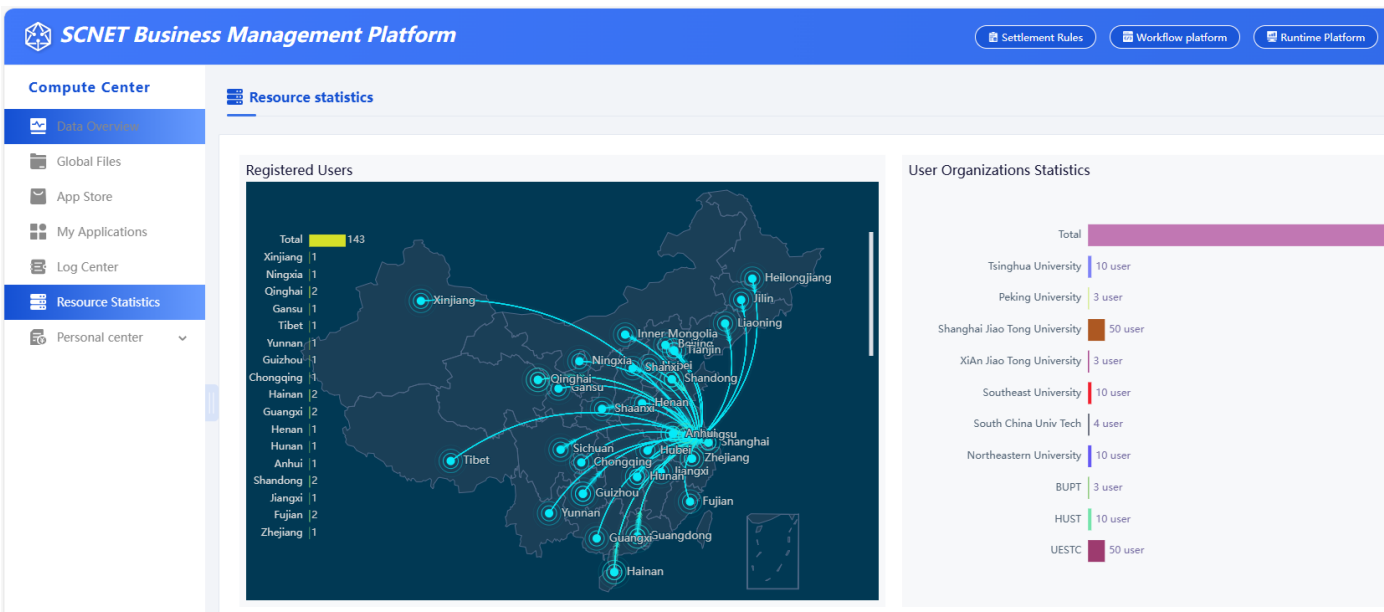 SCNET Business Management Platform
Settlement Rules
Workflow platform
Runtime Platform
Compute Center
Data Overview
Global Files
App Store
My Applications
Log Center
Resource Statistics
Personal center
Resource statistics
Registered Users
Total 143
Xinjiang 1
Ningxia 1
Qinghai 2
Gansu 1
Tibet 1
Yunnan 1
Guizhou 1
Chongqing 1
Hainan 2
Guangxi 2
Henan 1
Hunan 1
Anhui 1
Shandong 2
Jiangxi 1
Fujian 2
Zhejiang 1
Heilongjiang
Xinjiang
Jilin
Liaoning
Inner Mongolia
Beijing
Tianjin
Ningxia
Shanxi
Qinghai
Gansu
Shandong
Shaanxi
Henan
Anhui
Shanghai
Sichuan
Hubei
Zhejiang
Tibet
Chongqing
Jiangxi
Hunan
Guizhou
Fujian
Yunnan
Guangxi
Guangdong
Hainan
User Organizations Statistics
Total
Tsinghua University 10 user
Peking University 3 user
Shanghai Jiao Tong University 50 user
XiAn Jiao Tong University 3 user
Southeast University 10 user
South China Univ Tech 4 user
Northeastern University 10 user
BUPT 3 user
HUST 10 user
UESTC 50 user